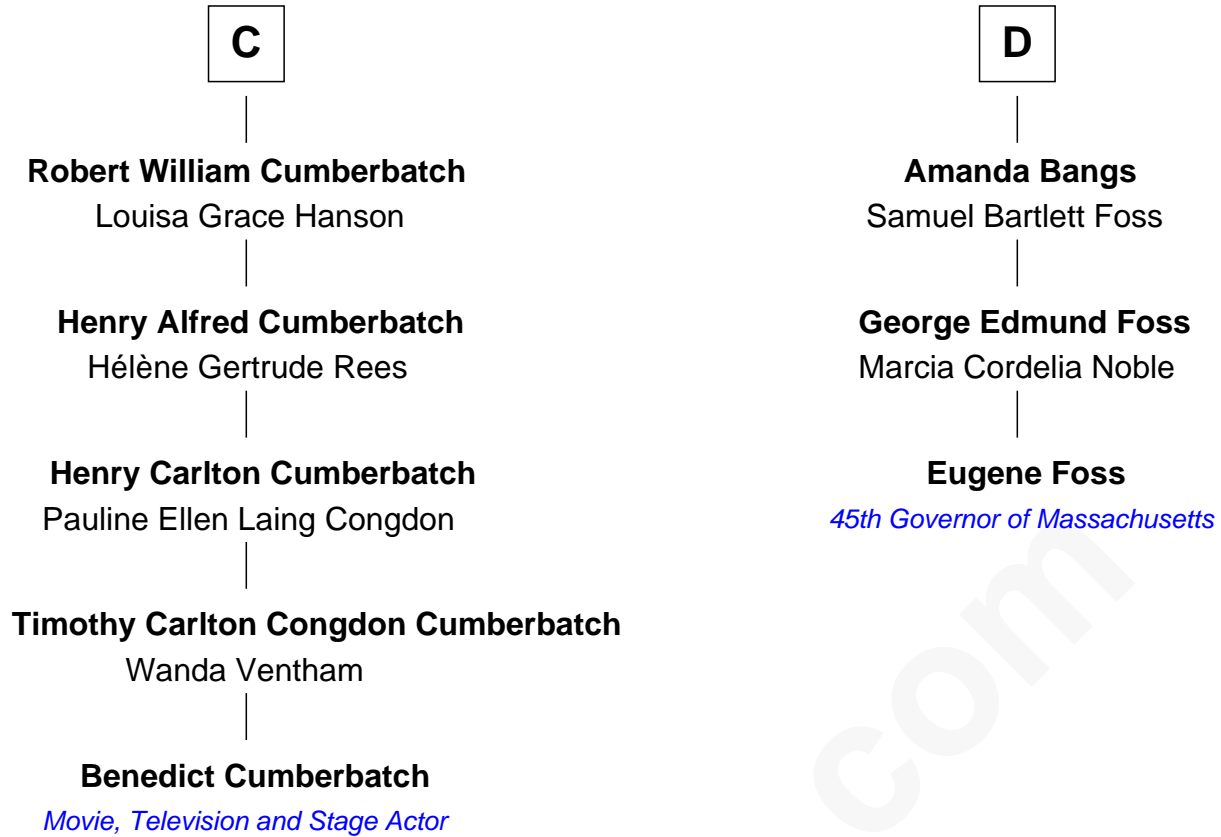 C
Robert William Cumberbatch
Louisa Grace Hanson
Henry Alfred Cumberbatch
Hélène Gertrude Rees
Henry Carlton Cumberbatch
Pauline Ellen Laing Congdon
Timothy Carlton Congdon Cumberbatch
Wanda Ventham
Benedict Cumberbatch
Movie, Television and Stage Actor
D
Amanda Bangs
Samuel Bartlett Foss
George Edmund Foss
Marcia Cordelia Noble
Eugene Foss
45th Governor of Massachusetts
com